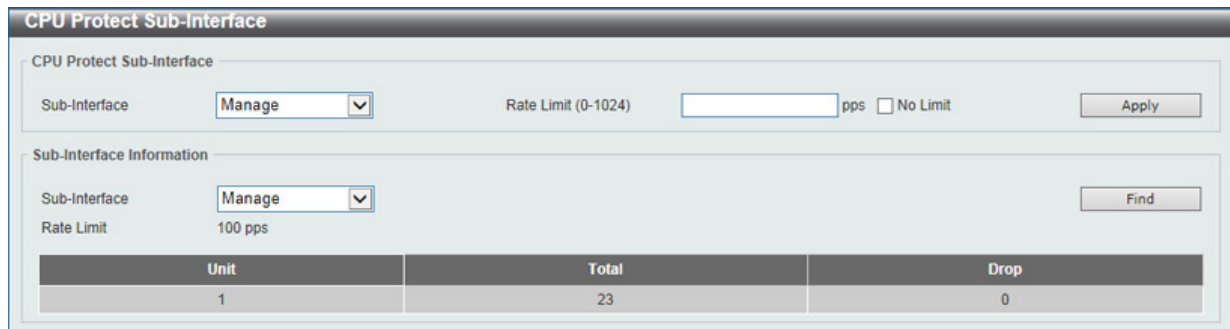 CPU Protect Sub-Interface
CPU Protect Sub-Interface
Sub-Interface Manage Rate Limit (0-1024) pps No Limit Apply
Sub-Interface Information
Sub-Interface Manage Find
Rate Limit 100 pps
Unit Total Drop
1 23 0